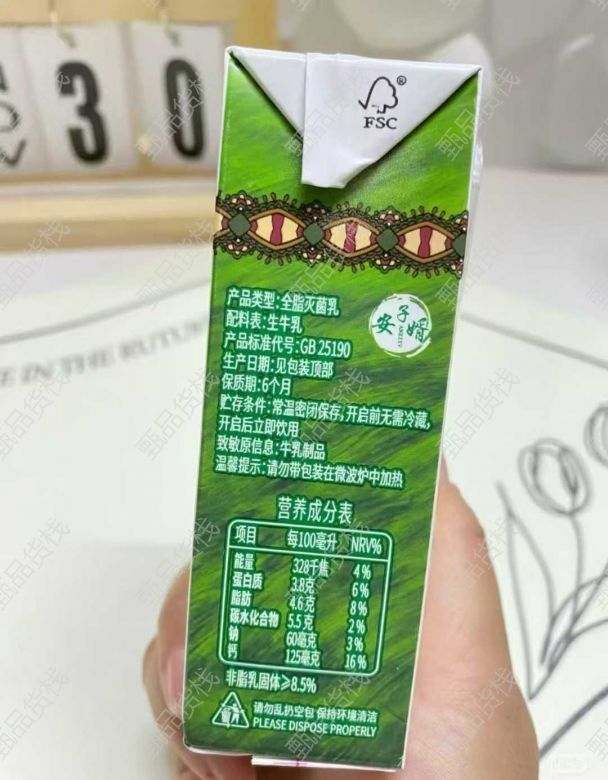 30
FSC
®
产品类型:全脂灭菌乳
配料表:生牛乳
产品标准代号:GB 25190
生产日期:见包装顶部
保质期:6个月
贮存条件:常温密闭保存,开启前无需冷藏,
开启后立即饮用
致敏原信息:牛乳制品
温馨提示:请勿带包装在微波炉中加热
安子婿
营养成分表
项目 每100毫升 NRV%
能量 328千焦 4%
蛋白质 3.8克 6%
脂肪 4.6克 8%
碳水化合物 5.5克 2%
钠 60毫克 3%
钙 125毫克 16%
非脂乳固体≥8.5%
请勿乱扔空包 保持环境清洁
PLEASE DISPOSE PROPERLY
E IN THE
甄品货栈